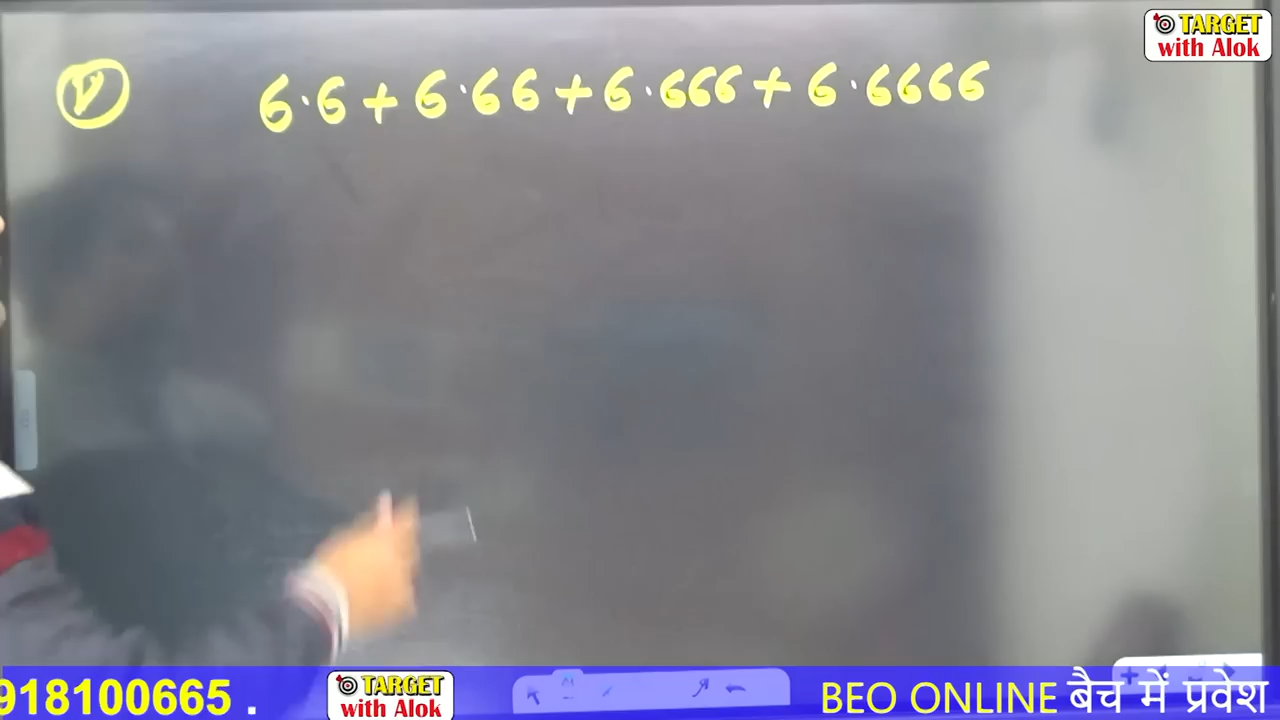 TARGET
with Alok
V 6.6 + 6.66 + 6.666 + 6.6666
918100665 .
TARGET
with Alok
BEO ONLINE बैच में प्रवेश